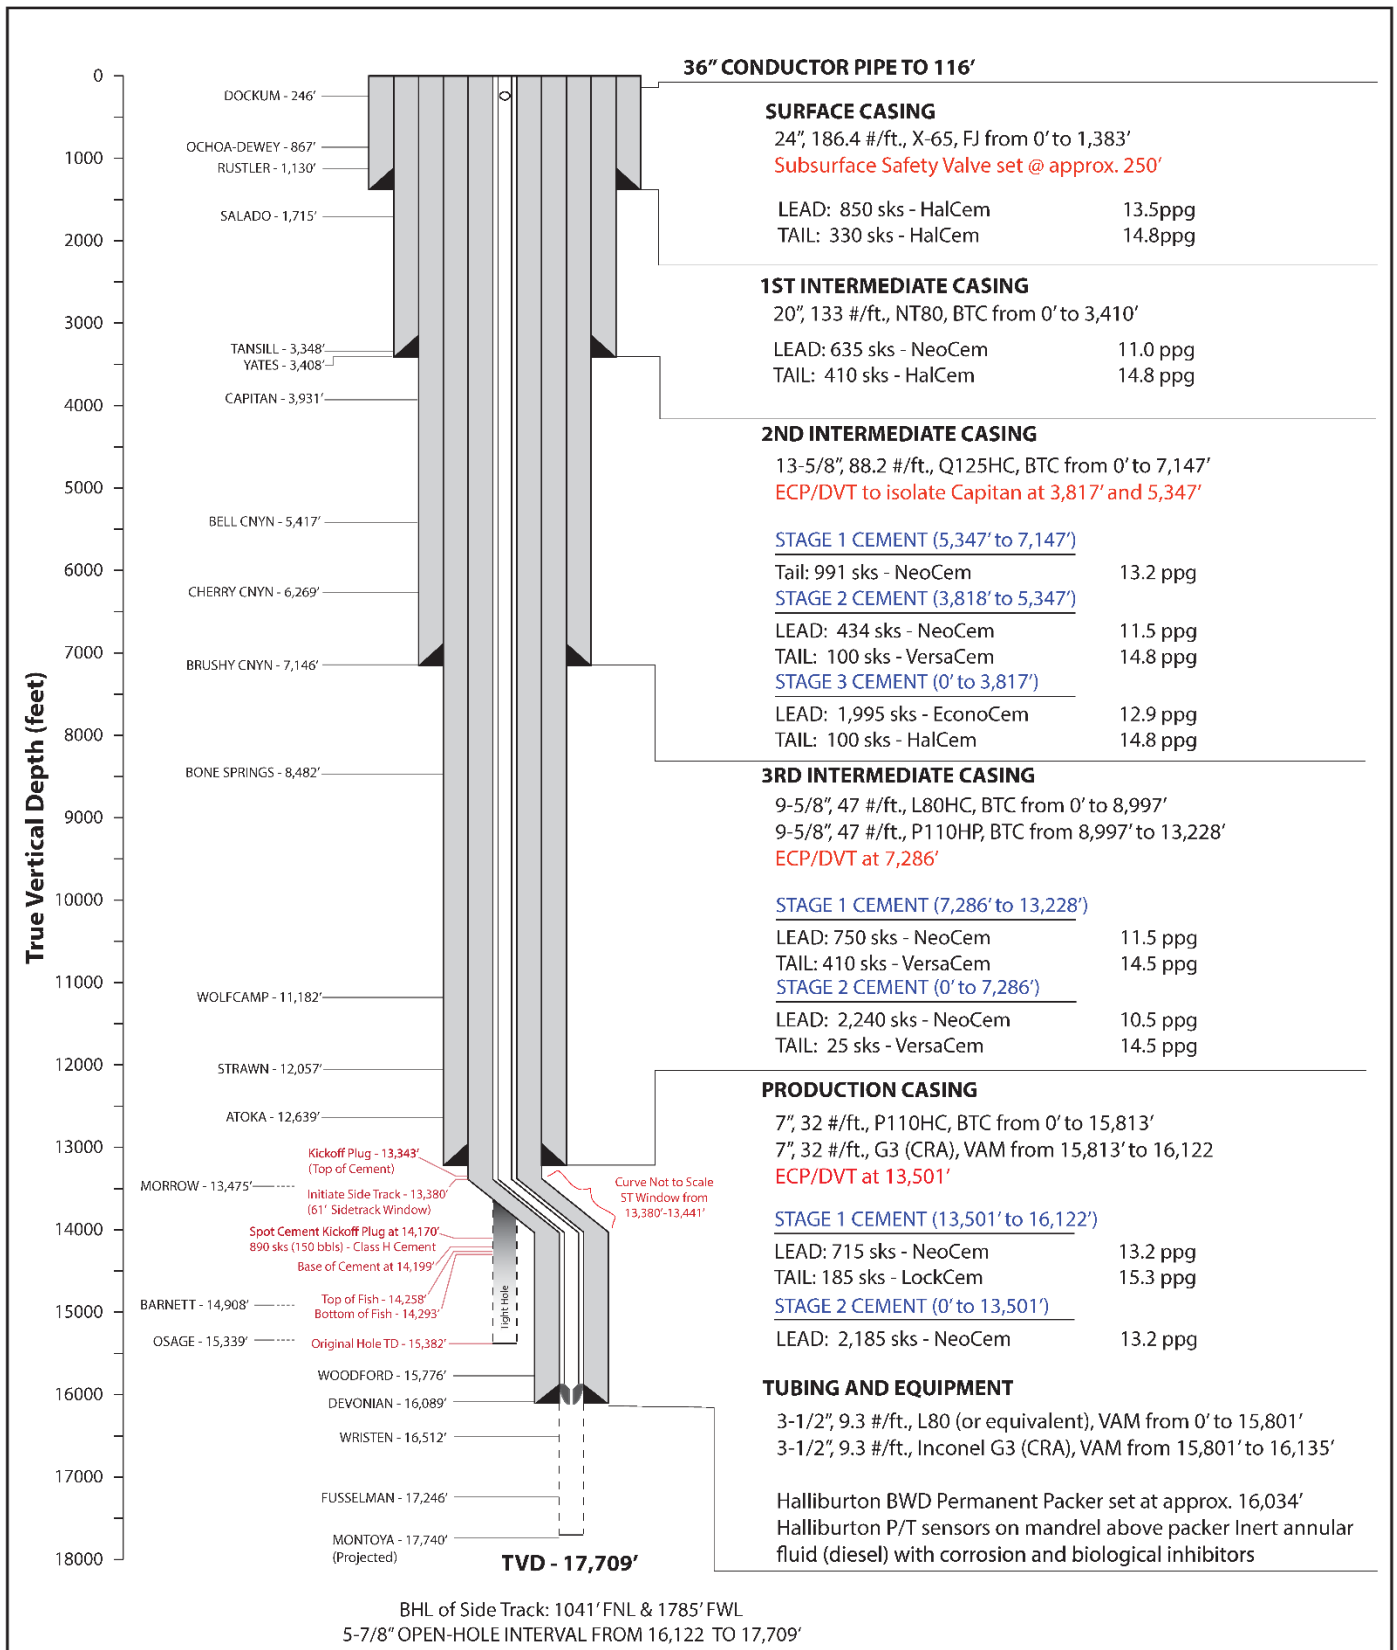 36" CONDUCTOR PIPE TO 116'
SURFACE CASING
24", 186.4 #/ft., X-65, FJ from 0' to 1,383'
Subsurface Safety Valve set @ approx. 250'
LEAD: 850 sks - HalCem 13.5ppg
TAIL: 330 sks - HalCem 14.8ppg
1ST INTERMEDIATE CASING
20", 133 #/ft., NT80, BTC from 0' to 3,410'
LEAD: 635 sks - NeoCem 11.0 ppg
TAIL: 410 sks - HalCem 14.8 ppg
2ND INTERMEDIATE CASING
13-5/8", 88.2 #/ft., Q125HC, BTC from 0' to 7,147'
ECP/DVT to isolate Capitan at 3,817' and 5,347'
STAGE 1 CEMENT (5,347' to 7,147')
Tail: 991 sks - NeoCem 13.2 ppg
STAGE 2 CEMENT (3,818' to 5,347')
LEAD: 434 sks - NeoCem 11.5 ppg
TAIL: 100 sks - VersaCem 14.8 ppg
STAGE 3 CEMENT (0' to 3,817')
LEAD: 1,995 sks - EconoCem 12.9 ppg
TAIL: 100 sks - HalCem 14.8 ppg
3RD INTERMEDIATE CASING
9-5/8", 47 #/ft., L80HC, BTC from 0' to 8,997'
9-5/8", 47 #/ft., P110HP, BTC from 8,997' to 13,228'
ECP/DVT at 7,286'
STAGE 1 CEMENT (7,286' to 13,228')
LEAD: 750 sks - NeoCem 11.5 ppg
TAIL: 410 sks - VersaCem 14.5 ppg
STAGE 2 CEMENT (0' to 7,286')
LEAD: 2,240 sks - NeoCem 10.5 ppg
TAIL: 25 sks - VersaCem 14.5 ppg
PRODUCTION CASING
7", 32 #/ft., P110HC, BTC from 0' to 15,813'
7", 32 #/ft., G3 (CRA), VAM from 15,813' to 16,122
ECP/DVT at 13,501'
STAGE 1 CEMENT (13,501' to 16,122')
LEAD: 715 sks - NeoCem 13.2 ppg
TAIL: 185 sks - LockCem 15.3 ppg
STAGE 2 CEMENT (0' to 13,501')
LEAD: 2,185 sks - NeoCem 13.2 ppg
TUBING AND EQUIPMENT
3-1/2", 9.3 #/ft., L80 (or equivalent), VAM from 0' to 15,801'
3-1/2", 9.3 #/ft., Inconel G3 (CRA), VAM from 15,801' to 16,135'
Halliburton BWD Permanent Packer set at approx. 16,034'
Halliburton P/T sensors on mandrel above packer Inert annular
fluid (diesel) with corrosion and biological inhibitors
True Vertical Depth (feet)
0
1000
2000
3000
4000
5000
6000
7000
8000
9000
10000
11000
12000
13000
14000
15000
16000
17000
18000
DOCKUM - 246'
OCHOA-DEWEY - 867'
RUSTLER - 1,130'
SALADO - 1,715'
TANSILL - 3,348'
YATES - 3,408'
CAPITAN - 3,931'
BELL CNYN - 5,417'
CHERRY CNYN - 6,269'
BRUSHY CNYN - 7,146'
BONE SPRINGS - 8,482'
WOLFCAMP - 11,182'
STRAWN - 12,057'
ATOKA - 12,639'
Kickoff Plug - 13,343'
(Top of Cement)
MORROW - 13,475'
Initiate Side Track - 13,380'
(61' Sidetrack Window)
Curve Not to Scale
ST Window from
13,380'-13,441'
Spot Cement Kickoff Plug at 14,170'
890 sks (150 bbls) - Class H Cement
Base of Cement at 14,199'
Top of Fish - 14,258'
Bottom of Fish - 14,293'
light Hole
BARNETT - 14,908'
OSAGE - 15,339'
Original Hole TD - 15,382'
WOODFORD - 15,776'
DEVONIAN - 16,089'
WRISTEN - 16,512'
FUSSELMAN - 17,246'
MONTOYA - 17,740'
(Projected)
TVD - 17,709'
BHL of Side Track: 1041' FNL & 1785' FWL
5-7/8" OPEN-HOLE INTERVAL FROM 16,122 TO 17,709'